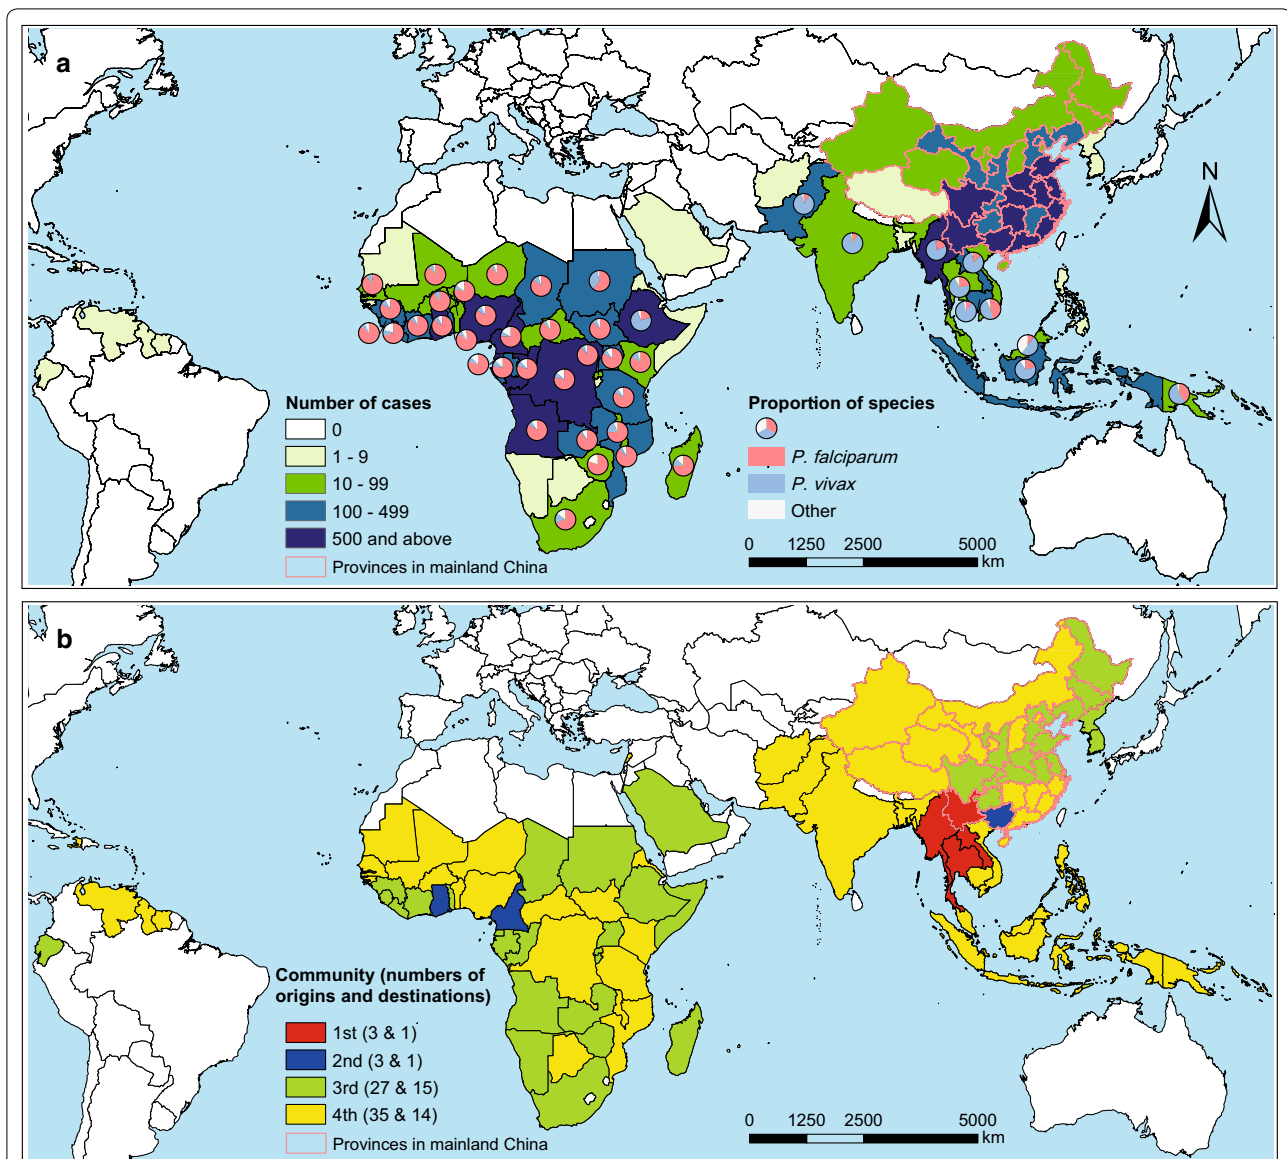 a
N
Number of cases
0
1 - 9
10 - 99
100 - 499
500 and above
Provinces in mainland China
Proportion of species
P. falciparum
P. vivax
Other
0 1250 2500 5000
km
b
Community (numbers of
origins and destinations)
1st (3 & 1)
2nd (3 & 1)
3rd (27 & 15)
4th (35 & 14)
Provinces in mainland China
0 1250 2500 5000
km